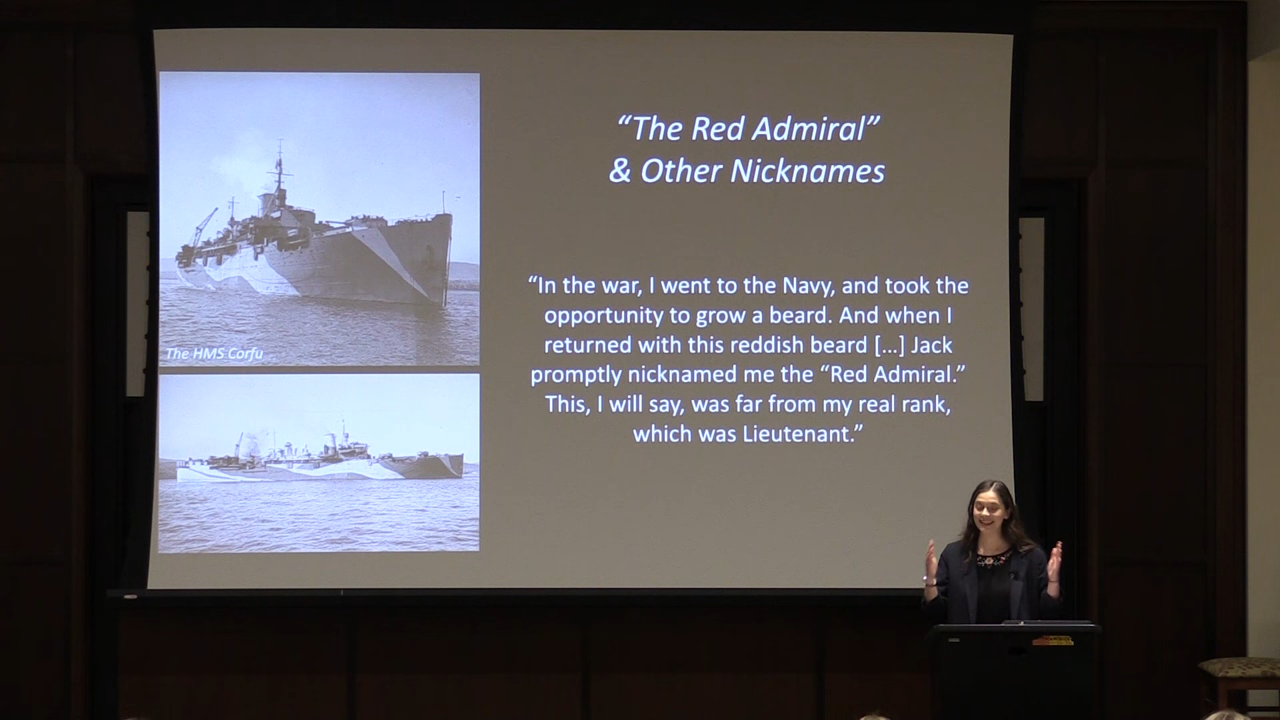 “The Red Admiral”
& Other Nicknames
“In the war, I went to the Navy, and took the
opportunity to grow a beard. And when I
returned with this reddish beard […] Jack
promptly nicknamed me the “Red Admiral.”
This, I will say, was far from my real rank,
which was Lieutenant.”
The HMS Corfu